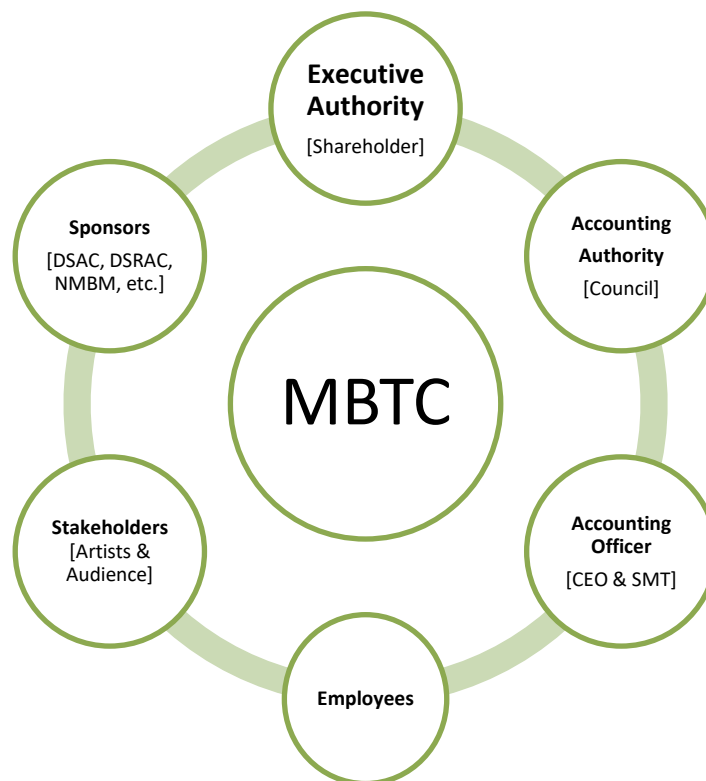 Executive
Authority
[Shareholder]
Sponsors
[DSAC, DSRAC,
NMBM, etc.]
Accounting
Authority
[Council]
MBTC
Stakeholders
[Artists &
Audience]
Accounting
Officer
[CEO & SMT]
Employees